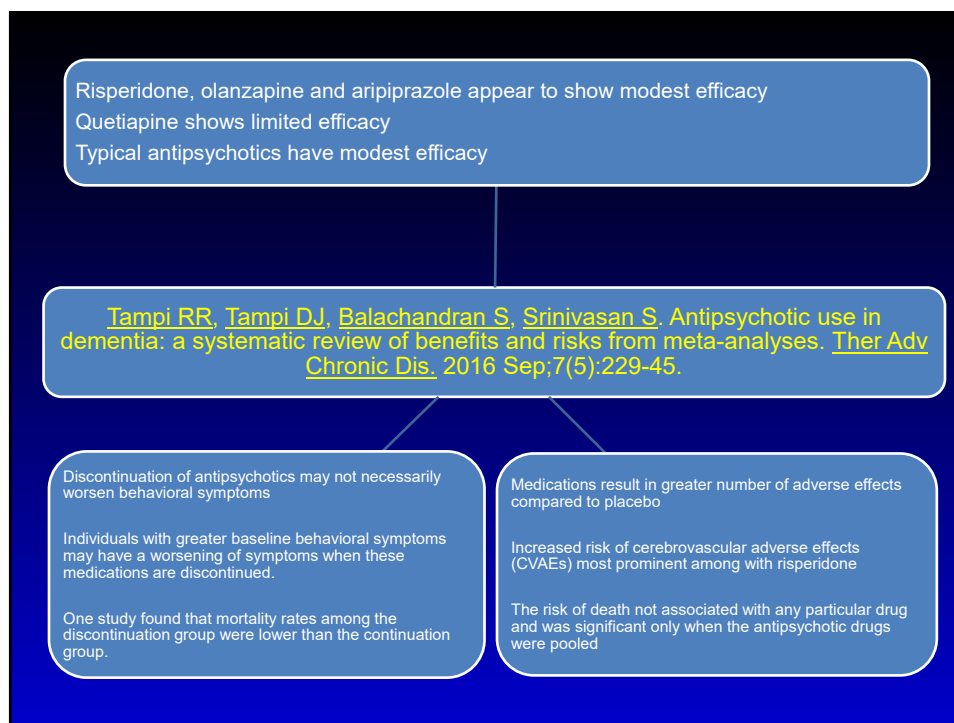 Risperidone, olanzapine and aripiprazole appear to show modest efficacy
Quetiapine shows limited efficacy
Typical antipsychotics have modest efficacy
Tampi RR, Tampi DJ, Balachandran S, Srinivasan S. Antipsychotic use in
dementia: a systematic review of benefits and risks from meta-analyses. Ther Adv
Chronic Dis. 2016 Sep;7(5):229-45.
Discontinuation of antipsychotics may not necessarily
worsen behavioral symptoms
Individuals with greater baseline behavioral symptoms
may have a worsening of symptoms when these
medications are discontinued.
One study found that mortality rates among the
discontinuation group were lower than the continuation
group.
Medications result in greater number of adverse effects
compared to placebo
Increased risk of cerebrovascular adverse effects
(CVAEs) most prominent among with risperidone
The risk of death not associated with any particular drug
and was significant only when the antipsychotic drugs
were pooled